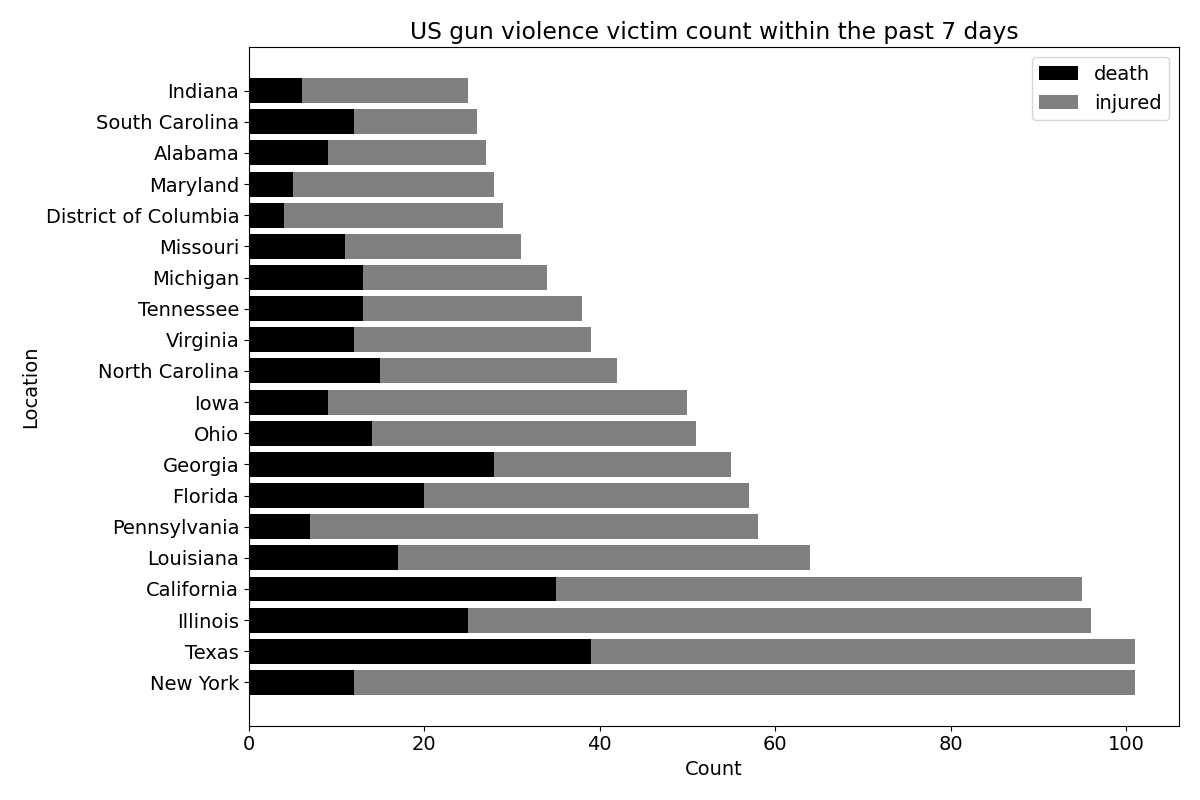 US gun violence victim count within the past 7 days
death
injured
Indiana
South Carolina
Alabama
Maryland
District of Columbia
Missouri
Michigan
Tennessee
Virginia
North Carolina
Iowa
Ohio
Georgia
Florida
Pennsylvania
Louisiana
California
Illinois
Texas
New York
Location
0 20 40 60 80 100
Count